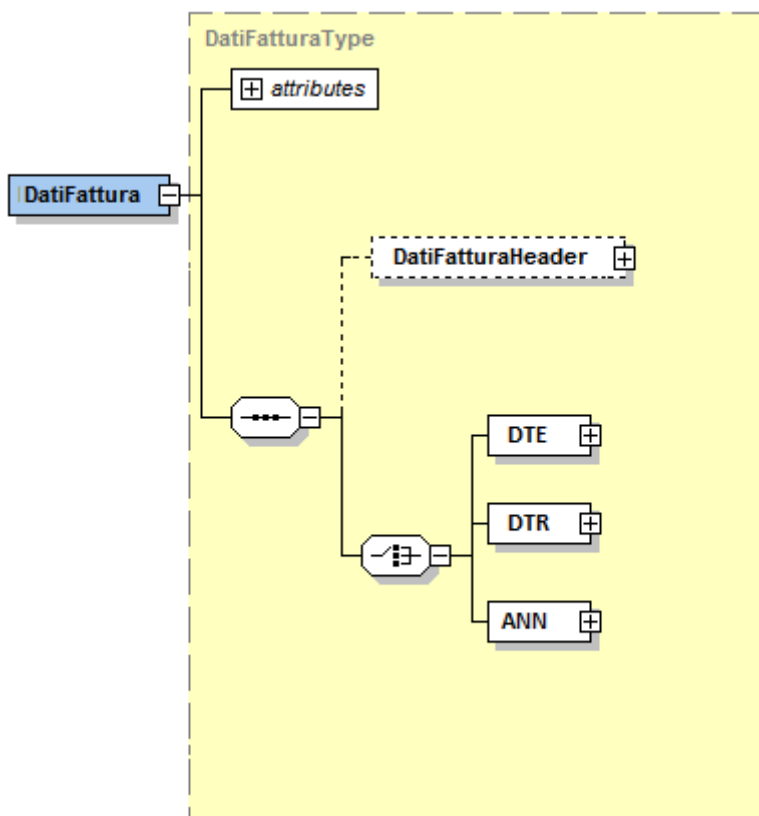 DatiFatturaType
attributes
DatiFattura
DatiFatturaHeader
DTE
DTR
ANN